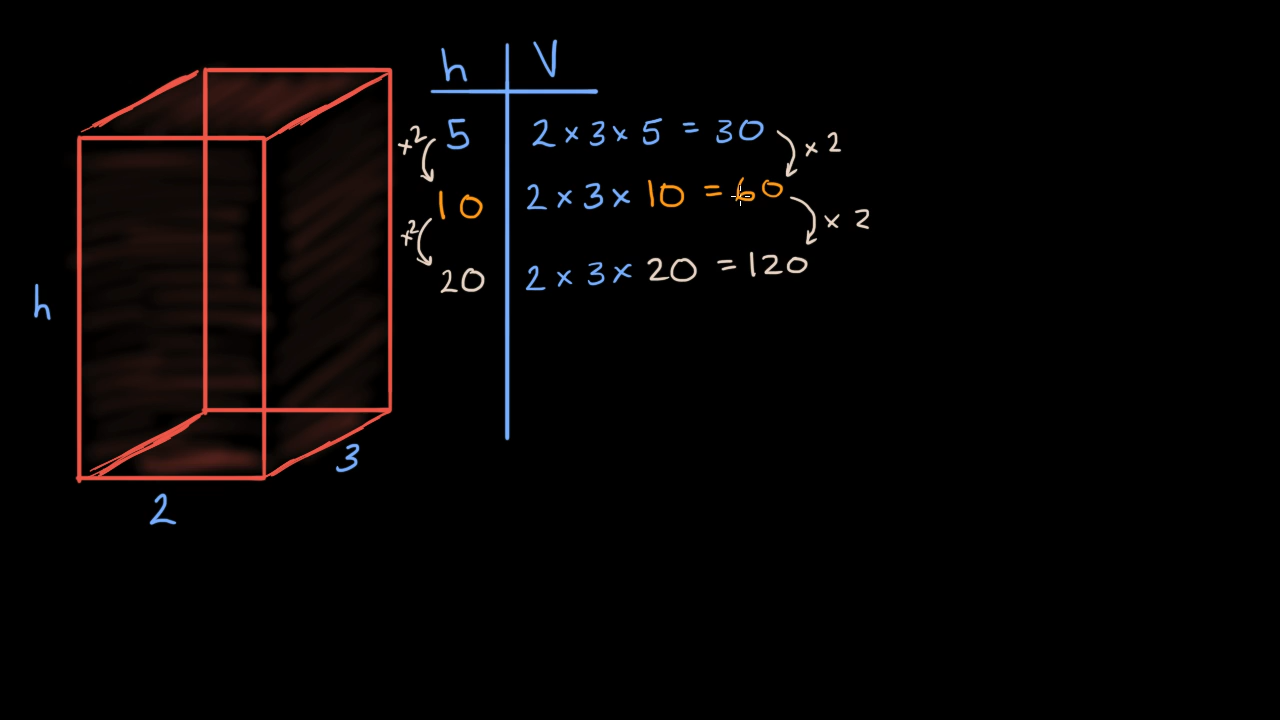 h V
×2 5 2 × 3 × 5 = 30 × 2
10 2 × 3 × 10 = 60
×2 × 2
20 2 × 3 × 20 = 120
h
3
2